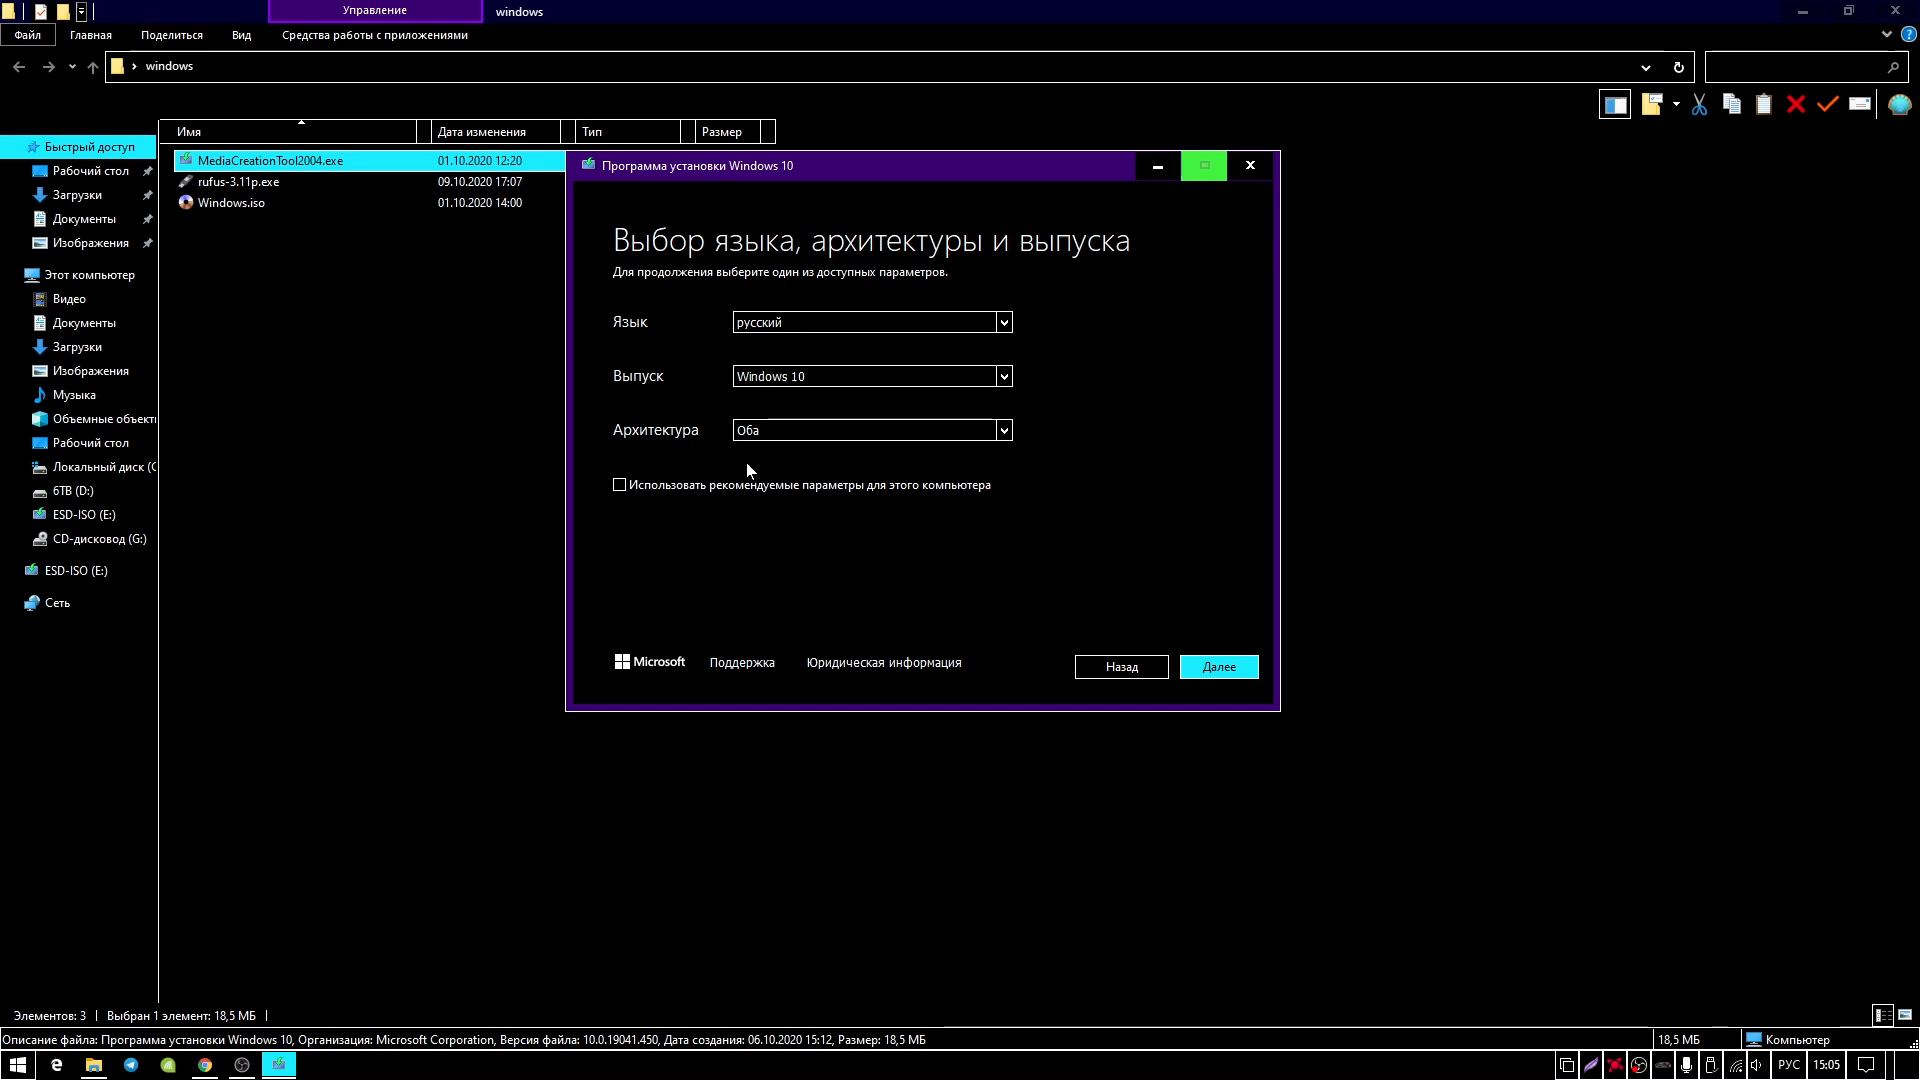 Управление
windows
Файл
Главная
Поделиться
Вид
Средства работы с приложениями
windows
Имя
Дата изменения
Тип
Размер
MediaCreationTool2004.exe
01.10.2020 12:20
rufus-3.11p.exe
09.10.2020 17:07
Windows.iso
01.10.2020 14:00
Быстрый доступ
Рабочий стол
Загрузки
Документы
Изображения
Этот компьютер
Видео
Документы
Загрузки
Изображения
Музыка
Объемные объекты
Рабочий стол
Локальный диск (C
6TB (D:)
ESD-ISO (E:)
CD-дисковод (G:)
ESD-ISO (E:)
Сеть
Программа установки Windows 10
Выбор языка, архитектуры и выпуска
Для продолжения выберите один из доступных параметров.
Язык
русский
Выпуск
Windows 10
Архитектура
Оба
Использовать рекомендуемые параметры для этого компьютера
Microsoft
Поддержка
Юридическая информация
Назад
Далее
Элементов: 3
Выбран 1 элемент: 18,5 МБ
Описание файла: Программа установки Windows 10, Организация: Microsoft Corporation, Версия файла: 10.0.19041.450, Дата создания: 06.10.2020 15:12, Размер: 18,5 МБ
18,5 МБ
Компьютер
РУС
15:05